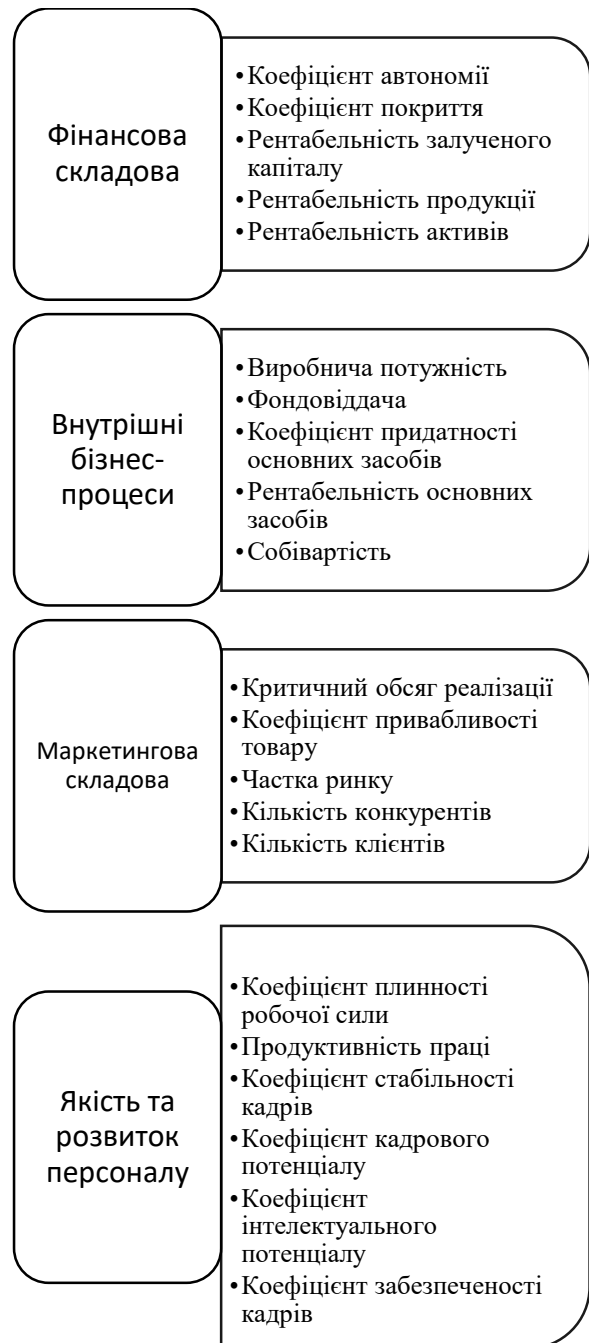 Фінансова
складова
•Коефіцієнт автономії
•Коефіцієнт покриття
•Рентабельність залученого
капіталу
•Рентабельність продукції
•Рентабельність активів
Внутрішні
бізнес-
процеси
•Виробнича потужність
•Фондовіддача
•Коефіцієнт придатності
основних засобів
•Рентабельність основних
засобів
•Собівартість
Маркетингова
складова
•Критичний обсяг реалізації
•Коефіцієнт привабливості
товару
•Частка ринку
•Кількість конкурентів
•Кількість клієнтів
Якість та
розвиток
персоналу
•Коефіцієнт плинності
робочої сили
•Продуктивність праці
•Коефіцієнт стабільності
кадрів
•Коефіцієнт кадрового
потенціалу
•Коефіцієнт
інтелектуального
потенціалу
•Коефіцієнт забезпеченості
кадрів